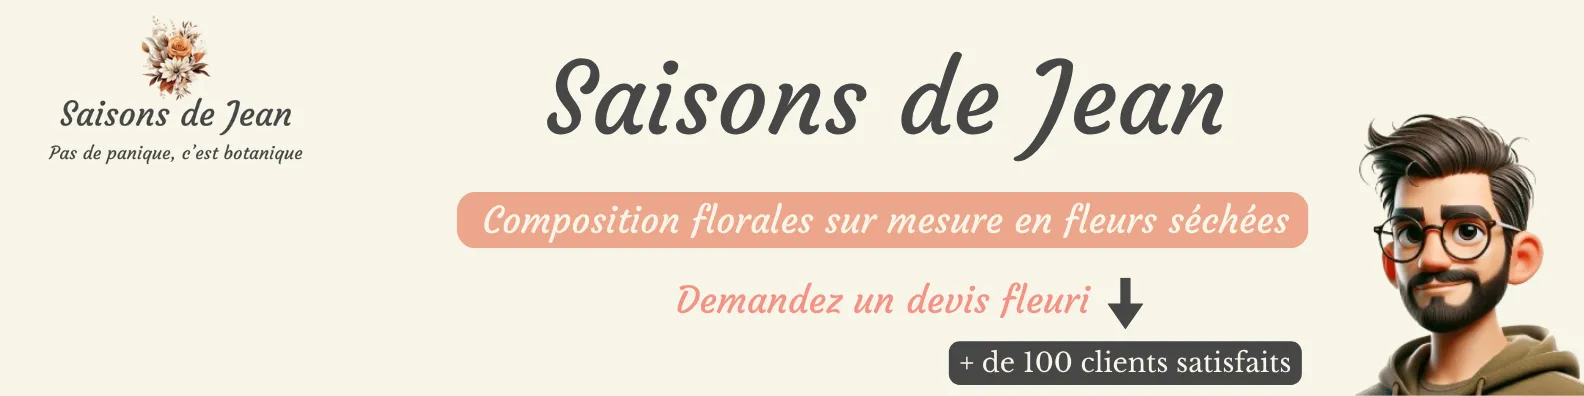 Saisons de Jean
Pas de panique, c'est botanique
Saisons de Jean
Composition florales sur mesure en fleurs séchées
Demandez un devis fleuri
+ de 100 clients satisfaits